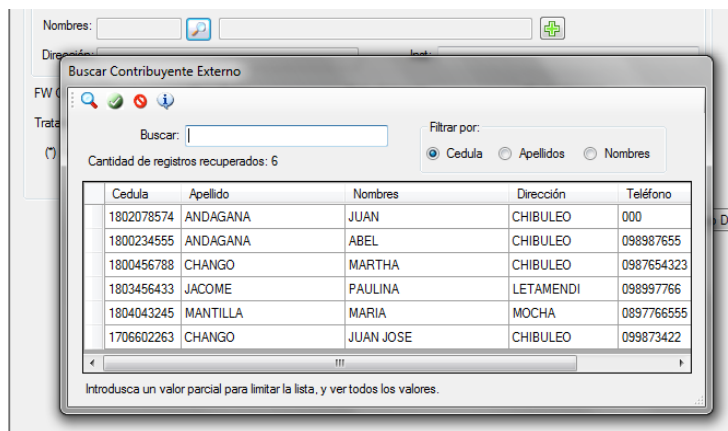 Nombres:
Dirección:
Buscar Contribuyente Externo
FW
Trata
(*)
Buscar:
Filtrar por:
Cedula Apellidos Nombres
Cantidad de registros recuperados: 6
Cedula Apellido Nombres Dirección Teléfono
1802078574 ANDAGANA JUAN CHIBULEO 000
1800234555 ANDAGANA ABEL CHIBULEO 098987655
1800456788 CHANGO MARTHA CHIBULEO 0987654323
1803456433 JACOME PAULINA LETAMENDI 098997766
1804043245 MANTILLA MARIA MOCHA 0897766555
1706602263 CHANGO JUAN JOSE CHIBULEO 099873422
Introdusca un valor parcial para limitar la lista, y ver todos los valores.